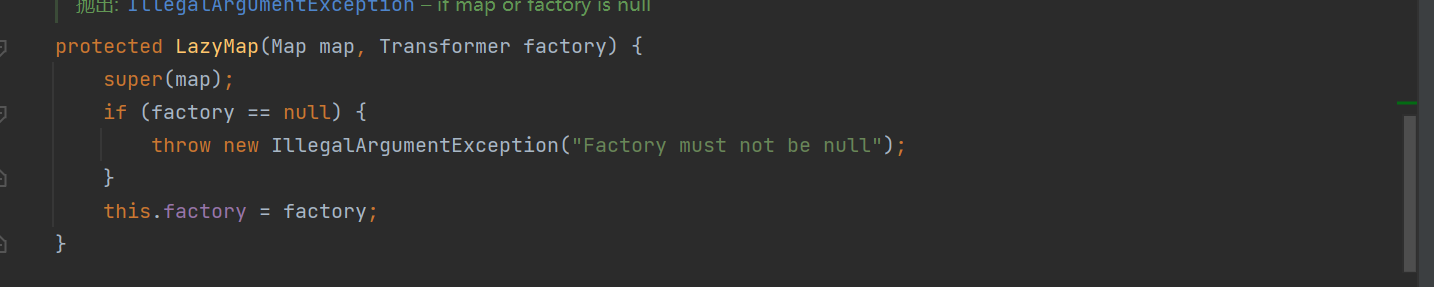 抛出: IllegalArgumentException – if map or factory is null
protected LazyMap(Map map, Transformer factory) {
super(map);
if (factory == null) {
throw new IllegalArgumentException("Factory must not be null");
}
this.factory = factory;
}